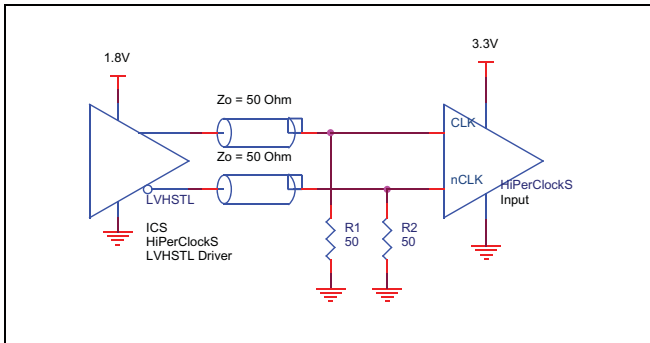 1.8V
3.3V
Zo = 50 Ohm
CLK
Zo = 50 Ohm
nCLK
LVHSTL
HiPerClockS
Input
ICS
HiPerClockS
LVHSTL Driver
R1
50
R2
50